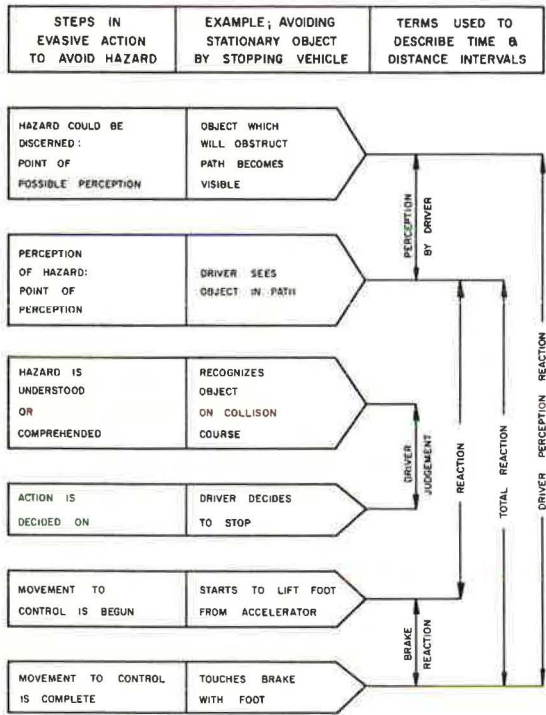 STEPS IN
EVASIVE ACTION
TO AVOID HAZARD
EXAMPLE; AVOIDING
STATIONARY OBJECT
BY STOPPING VEHICLE
TERMS USED TO
DESCRIBE TIME &
DISTANCE INTERVALS
HAZARD COULD BE
DISCERNED:
POINT OF
POSSIBLE PERCEPTION
OBJECT WHICH
WILL OBSTRUCT
PATH BECOMES
VISIBLE
PERCEPTION
BY DRIVER
PERCEPTION
OF HAZARD:
POINT OF
PERCEPTION
DRIVER SEES
OBJECT IN PATH
HAZARD IS
UNDERSTOOD
OR
COMPREHENDED
RECOGNIZES
OBJECT
ON COLLISON
COURSE
DRIVER
JUDGEMENT
REACTION
TOTAL REACTION
DRIVER PERCEPTION REACTION
ACTION IS
DECIDED ON
DRIVER DECIDES
TO STOP
MOVEMENT TO
CONTROL IS BEGUN
STARTS TO LIFT FOOT
FROM ACCELERATOR
BRAKE
REACTION
MOVEMENT TO CONTROL
IS COMPLETE
TOUCHES BRAKE
WITH FOOT